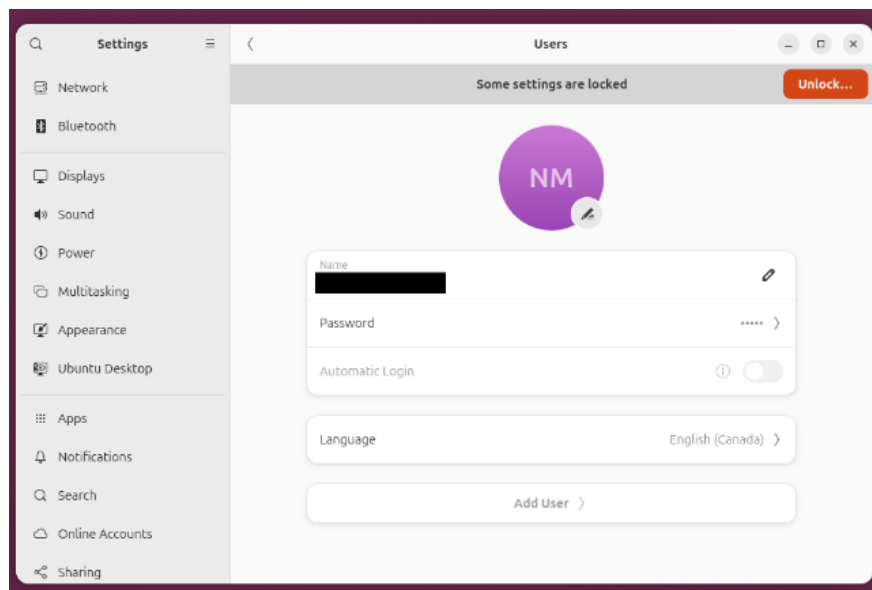 Settings
Users
Network
Bluetooth
Displays
Sound
Power
Multitasking
Appearance
Ubuntu Desktop
Apps
Notifications
Search
Online Accounts
Sharing
Some settings are locked
Unlock...
NM
Name
Password
•••••
Automatic Login
Language
English (Canada)
Add User